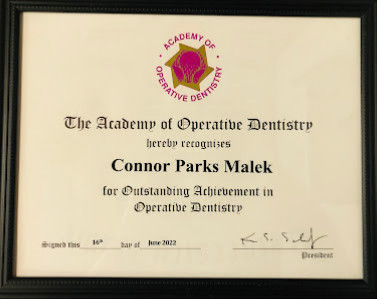 ACADEMY OF
OPERATIVE DENTISTRY
The Academy of Operative Dentistry
hereby recognizes
Connor Parks Malek
for Outstanding Achievement in
Operative Dentistry
Signed this 16th day of June 2022
President